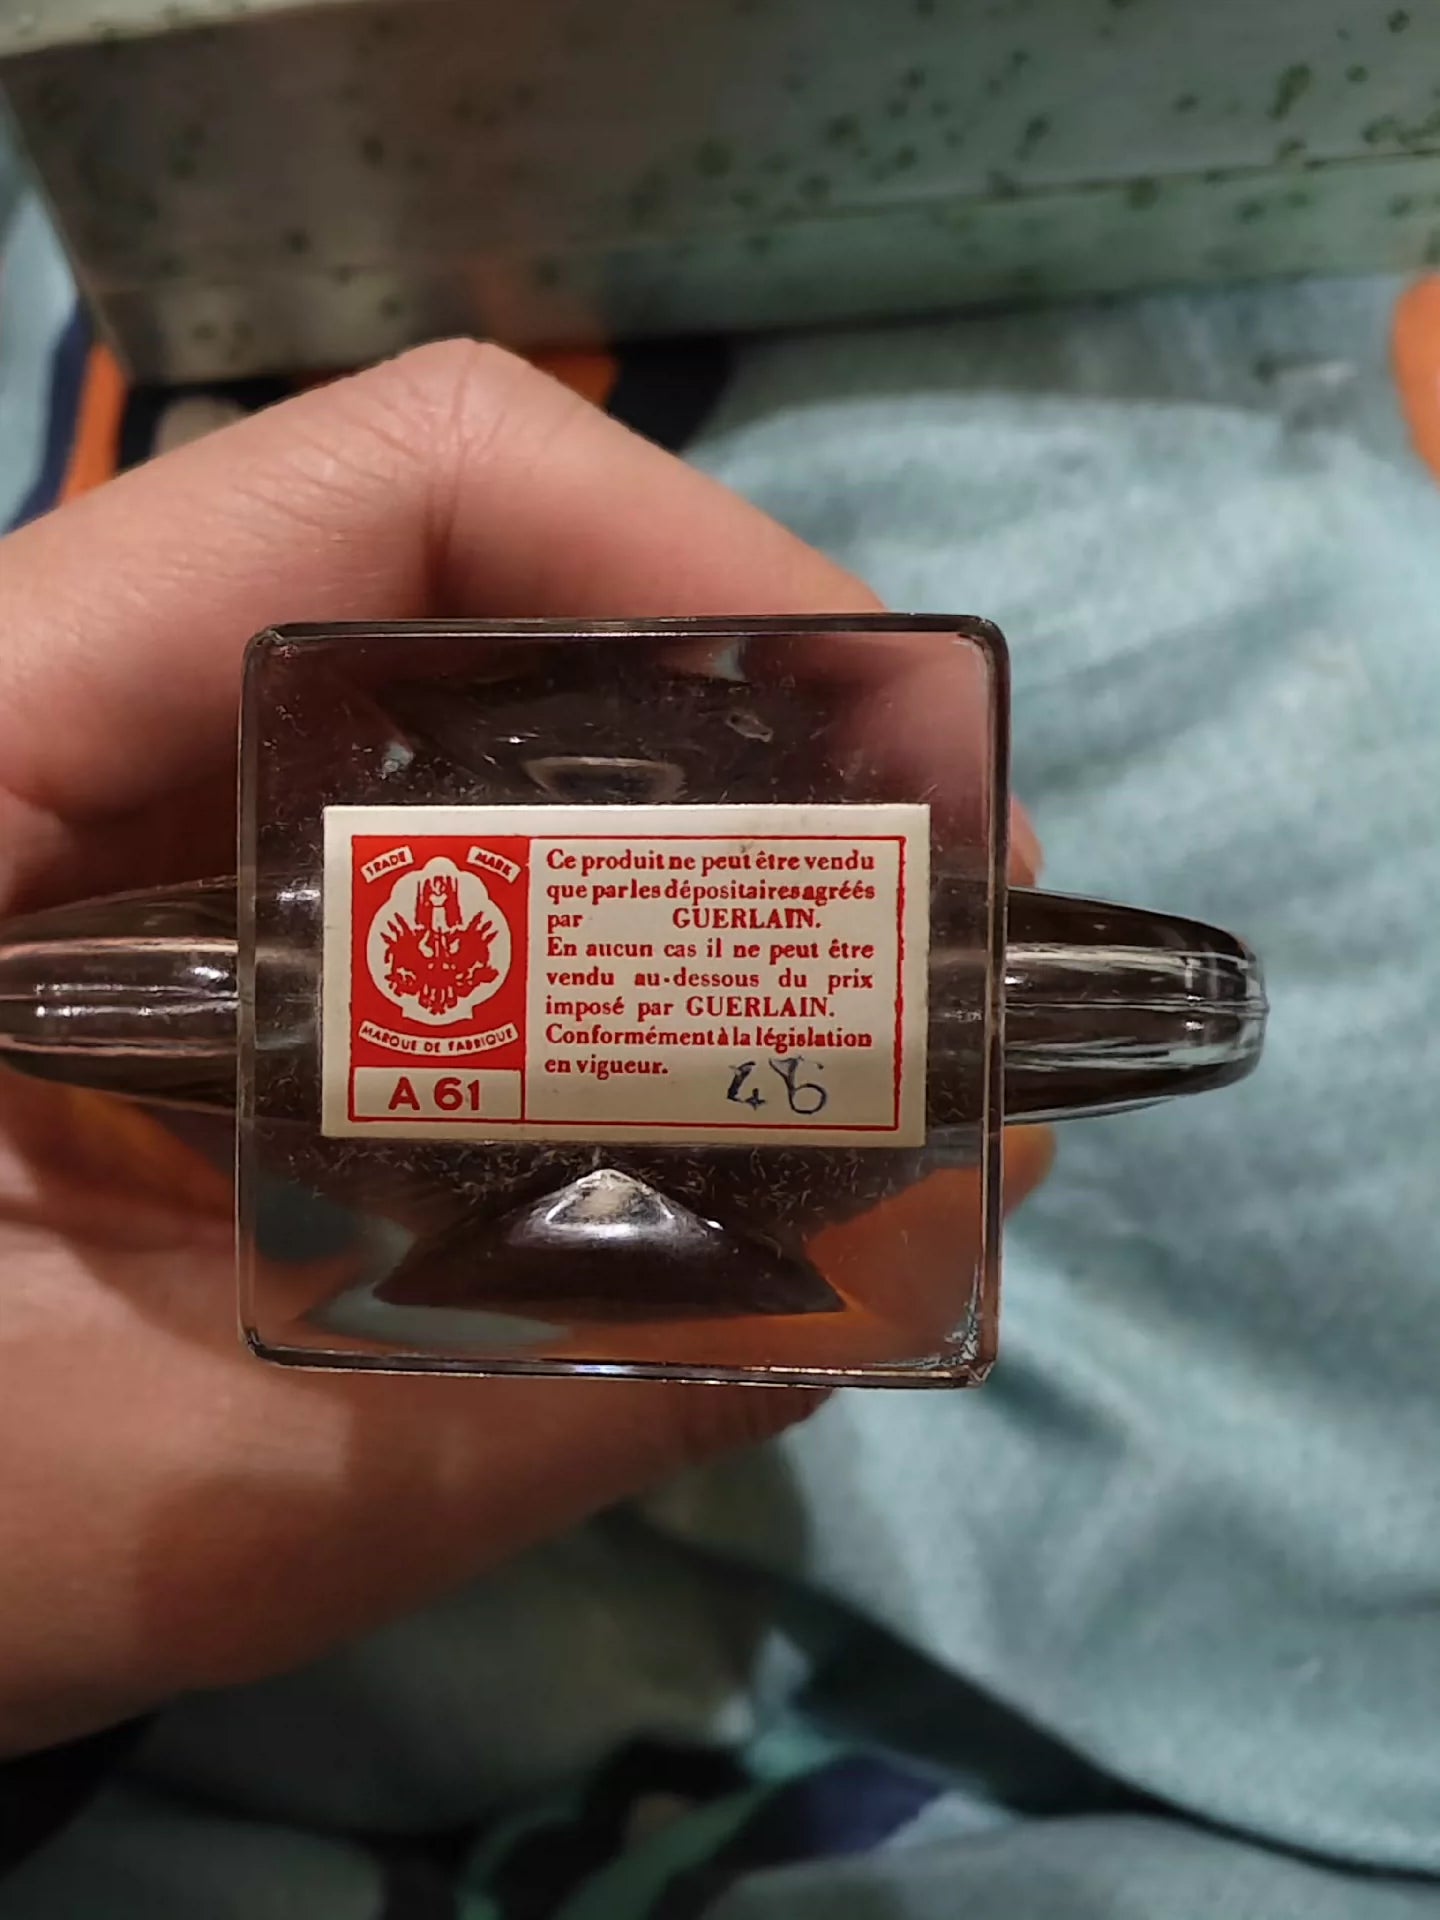 TRADE MARK
MARQUE DE FABRIQUE
A 61
Ce produit ne peut être vendu
que par les dépositaires agréés
par GUERLAIN.
En aucun cas il ne peut être
vendu au-dessous du prix
imposé par GUERLAIN.
Conformément à la législation
en vigueur.
48